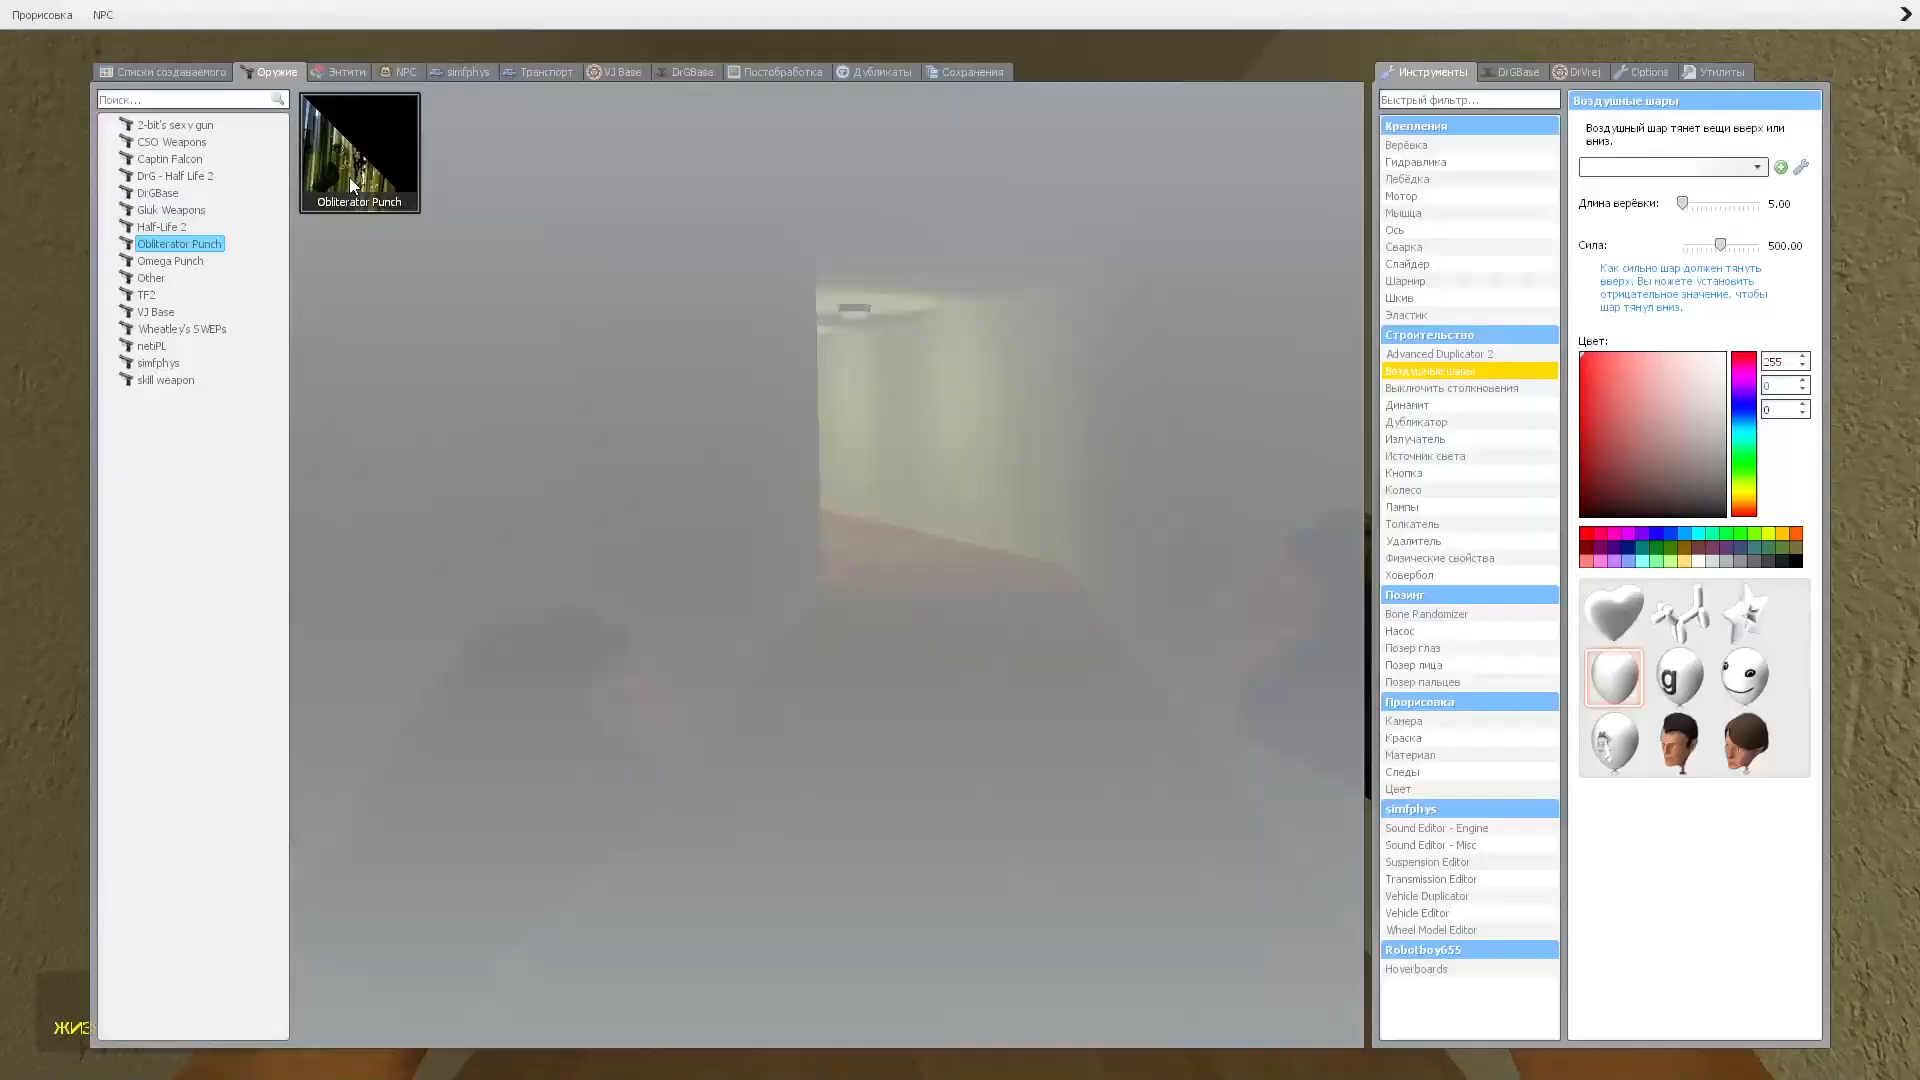 Прорисовка NPC
Списки создаваемого Оружие Энтити NPC simfphys Транспорт VJ Base DrGBase Постобработка Дубликаты Сохранения
Поиск...
2-bit's sexy gun
CSO Weapons
Captin Falcon
DrG - Half Life 2
DrGBase
Gluk Weapons
Half-Life 2
Obliterator Punch
Omega Punch
Other
TF2
VJ Base
Wheatley's SWEPs
netiPL
simfphys
skill weapon
Obliterator Punch
ЖИЗ
Инструменты DrGBase DrVrej Options Утилиты
Быстрый фильтр...
Крепления
Верёвка
Гидравлика
Лебёдка
Мотор
Мышца
Ось
Сварка
Слайдер
Шарнир
Шкив
Эластик
Строительство
Advanced Duplicator 2
Воздушные шары
Выключить столкновения
Динамит
Дубликатор
Излучатель
Источник света
Кнопка
Колесо
Лампы
Толкатель
Удалитель
Физические свойства
Ховербол
Позинг
Bone Randomizer
Насос
Позер глаз
Позер лица
Позер пальцев
Прорисовка
Камера
Краска
Материал
Следы
Цвет
simfphys
Sound Editor - Engine
Sound Editor - Misc
Suspension Editor
Transmission Editor
Vehicle Duplicator
Vehicle Editor
Wheel Model Editor
Robotboy655
Hoverboards
Воздушные шары
Воздушный шар тянет вещи вверх или
вниз.
Длина верёвки: 5.00
Сила: 500.00
Как сильно шар должен тянуть
вверх. Вы можете установить
отрицательное значение, чтобы
шар тянул вниз.
Цвет:
255
0
0
g